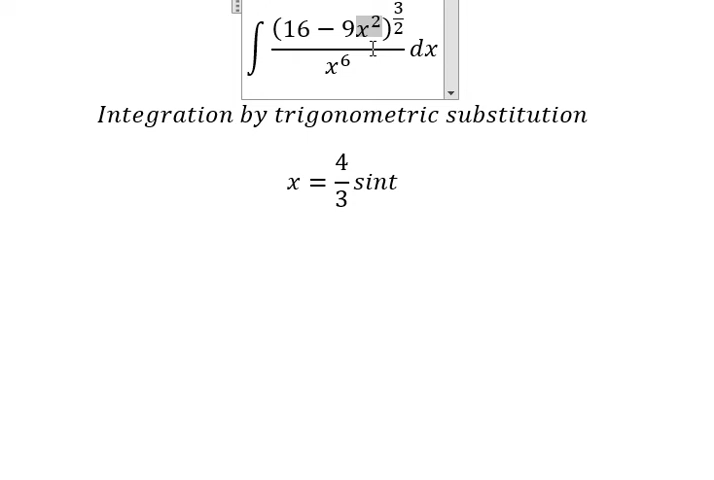 ∫ (16 − 9x²)^(3/2) / x⁶ dx
Integration by trigonometric substitution
x = 4/3 sint